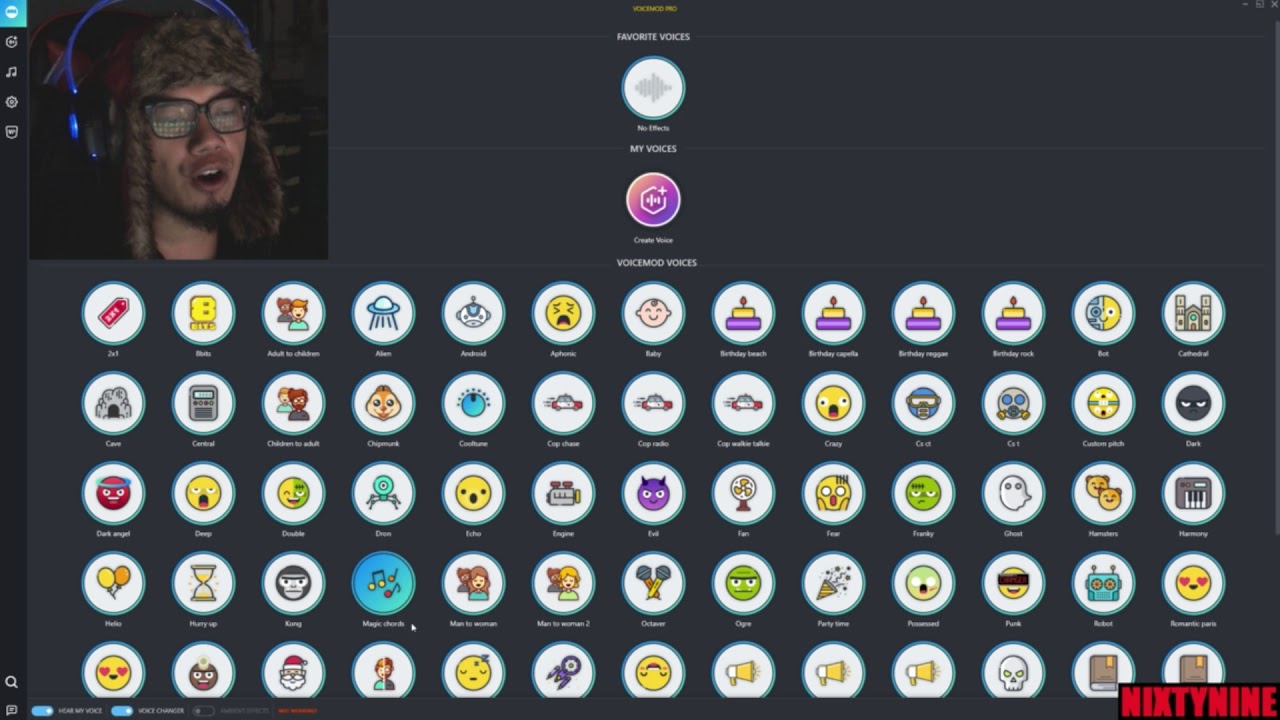 VOICEMOD PRO
FAVORITE VOICES
No Effects
MY VOICES
Create Voice
VOICEMOD VOICES
2x1 8bits Adult to children Alien Android Aphonic Baby Birthday beach Birthday capella Birthday reggae Birthday rock Bot Cathedral
Cave Central Children to adult Chipmunk Cooltune Cop chase Cop radio Cop walkie talkie Crazy Cs ct Cs t Custom pitch Dark
Dark angel Deep Double Dron Echo Engine Evil Fan Fear Franky Ghost Hamsters Harmony
Helio Hurry up Kong Magic chords Man to woman Man to woman 2 Octaver Ogre Party time Possessed Punk Robot Romantic paris
HEAR MY VOICE VOICE CHANGER AMBIENT EFFECTS
NIXTYNINE